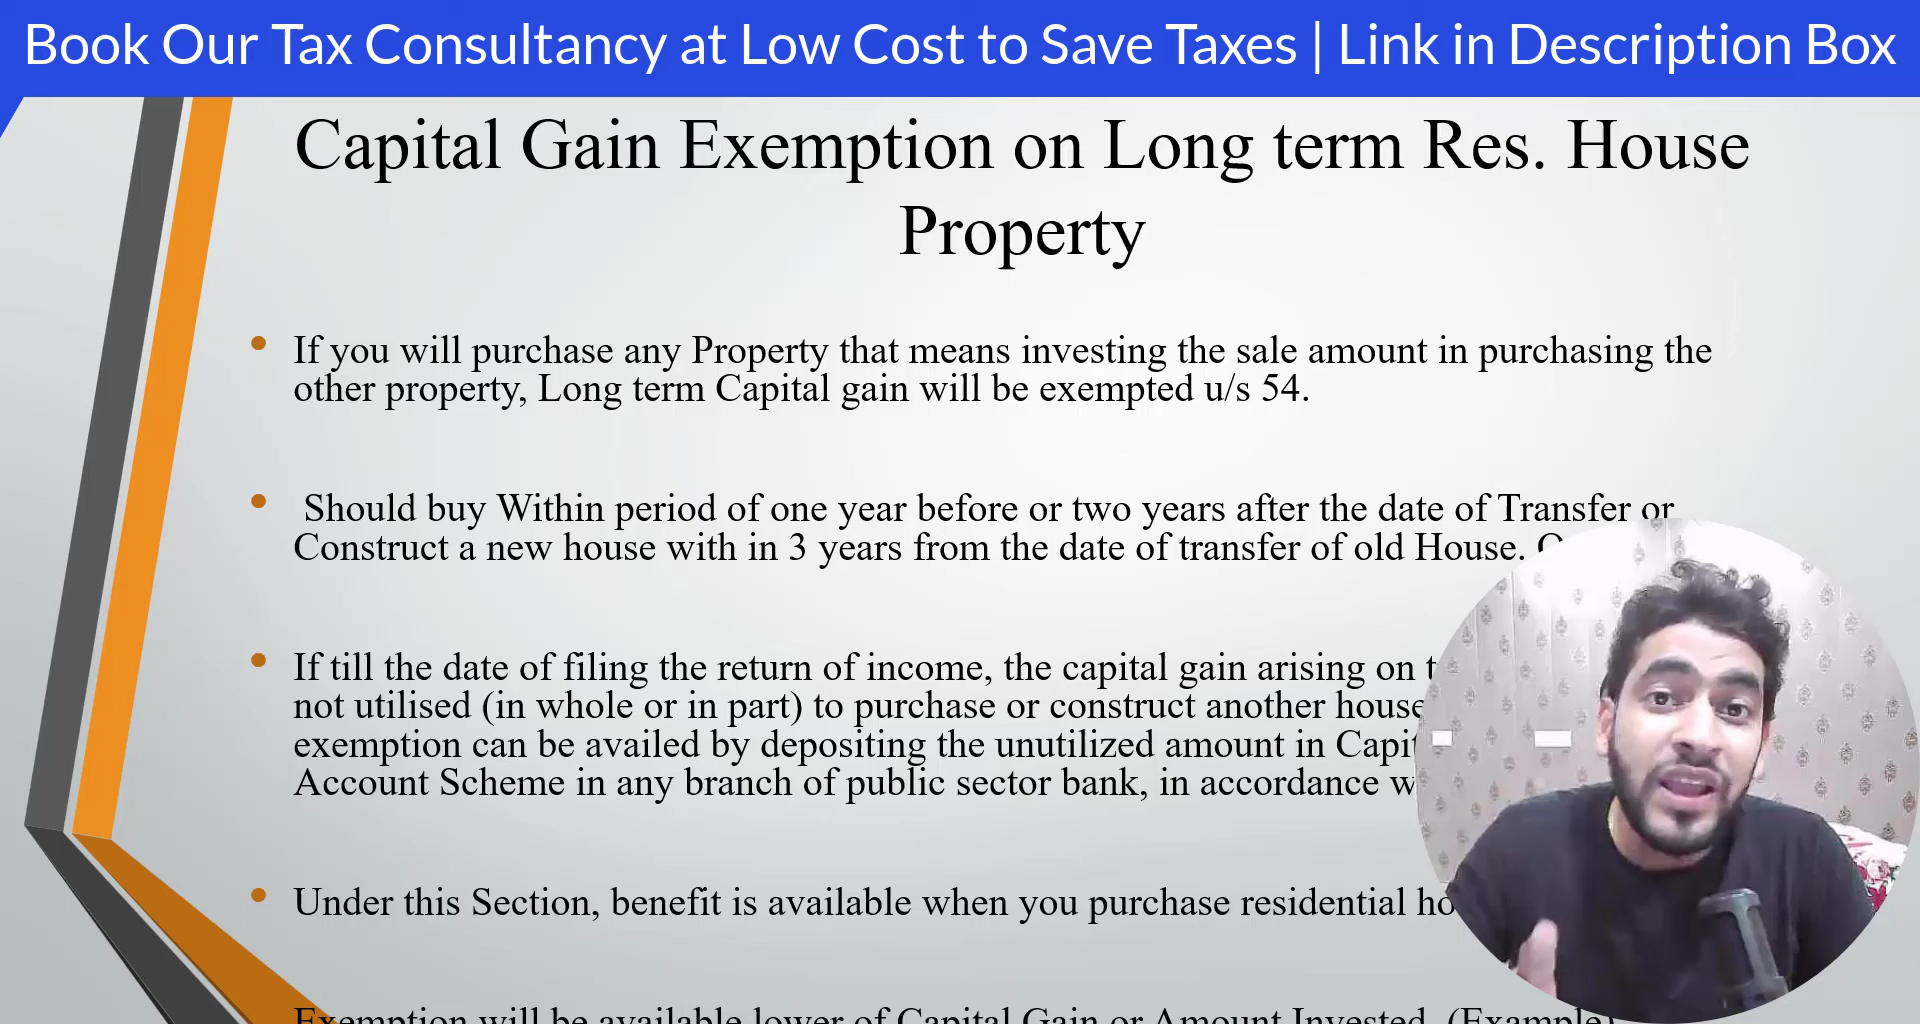 Book Our Tax Consultancy at Low Cost to Save Taxes | Link in Description Box
Capital Gain Exemption on Long term Res. House
Property
If you will purchase any Property that means investing the sale amount in purchasing the
other property, Long term Capital gain will be exempted u/s 54.
Should buy Within period of one year before or two years after the date of Transfer or
Construct a new house with in 3 years from the date of transfer of old House.
If till the date of filing the return of income, the capital gain arising on
not utilised (in whole or in part) to purchase or construct another house
exemption can be availed by depositing the unutilized amount in
Account Scheme in any branch of public sector bank, in accordance
Under this Section, benefit is available when you purchase residential
Exemption will be available lower of Capital Gain or Amount Invested. (Example)